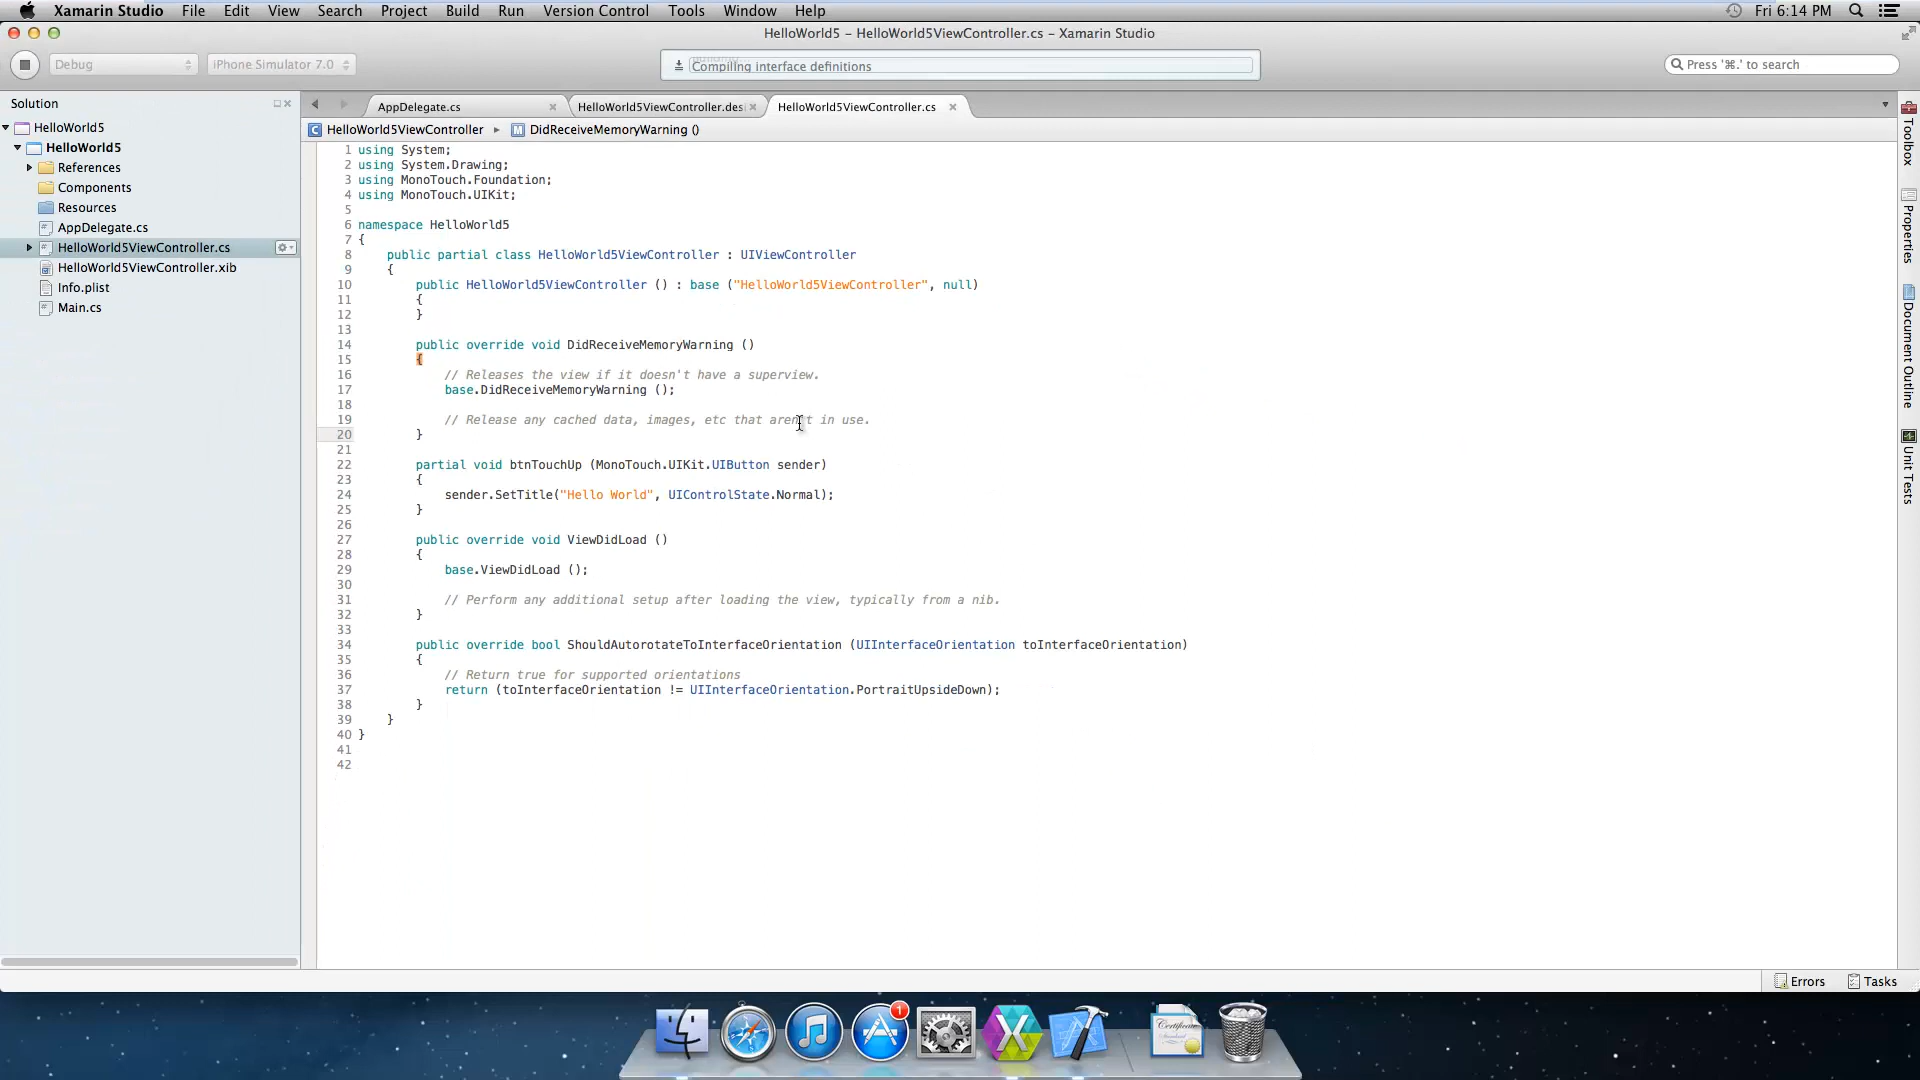 Xamarin Studio File Edit View Search Project Build Run Version Control Tools Window Help Fri 6:14 PM
HelloWorld5 – HelloWorld5ViewController.cs – Xamarin Studio
Debug iPhone Simulator 7.0 Compiling interface definitions Press '⌘.' to search
Solution
HelloWorld5
HelloWorld5
References
Components
Resources
AppDelegate.cs
HelloWorld5ViewController.cs
HelloWorld5ViewController.xib
Info.plist
Main.cs
AppDelegate.cs HelloWorld5ViewController.des HelloWorld5ViewController.cs
HelloWorld5ViewController DidReceiveMemoryWarning ()
1 using System;
2 using System.Drawing;
3 using MonoTouch.Foundation;
4 using MonoTouch.UIKit;
5
6 namespace HelloWorld5
7 {
8 public partial class HelloWorld5ViewController : UIViewController
9 {
10 public HelloWorld5ViewController () : base ("HelloWorld5ViewController", null)
11 {
12 }
13
14 public override void DidReceiveMemoryWarning ()
15 {
16 // Releases the view if it doesn't have a superview.
17 base.DidReceiveMemoryWarning ();
18
19 // Release any cached data, images, etc that aren't in use.
20 }
21
22 partial void btnTouchUp (MonoTouch.UIKit.UIButton sender)
23 {
24 sender.SetTitle("Hello World", UIControlState.Normal);
25 }
26
27 public override void ViewDidLoad ()
28 {
29 base.ViewDidLoad ();
30
31 // Perform any additional setup after loading the view, typically from a nib.
32 }
33
34 public override bool ShouldAutorotateToInterfaceOrientation (UIInterfaceOrientation toInterfaceOrientation)
35 {
36 // Return true for supported orientations
37 return (toInterfaceOrientation != UIInterfaceOrientation.PortraitUpsideDown);
38 }
39 }
40 }
41
42
Toolbox
Properties
Document Outline
Unit Tests
Errors Tasks
1
Certificate